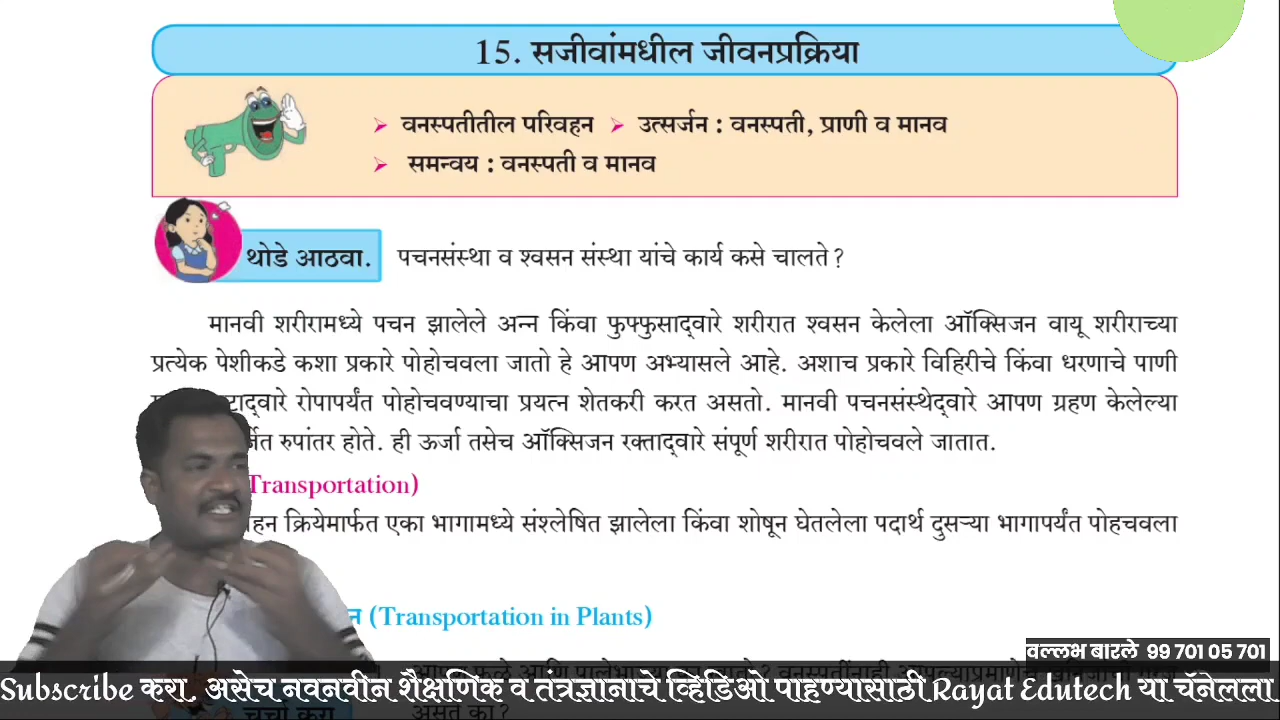 15. सजीवांमधील जीवनप्रक्रिया
➢ वनस्पतीतील परिवहन ➢ उत्सर्जन : वनस्पती, प्राणी व मानव
➢ समन्वय : वनस्पती व मानव
थोडे आठवा. पचनसंस्था व श्वसन संस्था यांचे कार्य कसे चालते ?
मानवी शरीरामध्ये पचन झालेले अन्न किंवा फुफ्फुसाद्‌वारे शरीरात श्वसन केलेला ऑक्सिजन वायू शरीराच्या
प्रत्येक पेशीकडे कशा प्रकारे पोहोचवला जातो हे आपण अभ्यासले आहे. अशाच प्रकारे विहिरीचे किंवा धरणाचे पाणी
रोपापर्यंत पोहोचवण्याचा प्रयत्न शेतकरी करत असतो. मानवी पचनसंस्थेद्‌वारे आपण ग्रहण केलेल्या
रुपांतर होते. ही ऊर्जा तसेच ऑक्सिजन रक्ताद्‌वारे संपूर्ण शरीरात पोहोचवले जातात.
Transportation)
क्रियेमार्फत एका भागामध्ये संश्लेषित झालेला किंवा शोषून घेतलेला पदार्थ दुसऱ्या भागापर्यंत पोहचवला
(Transportation in Plants)
वल्लभ बारले 99 701 05 701
Subscribe करा. असेच नवनवीन शैक्षणिक व तंत्रज्ञानाचे व्हिडिओ पाहण्यासाठी Rayat Edutech या चॅनेलला